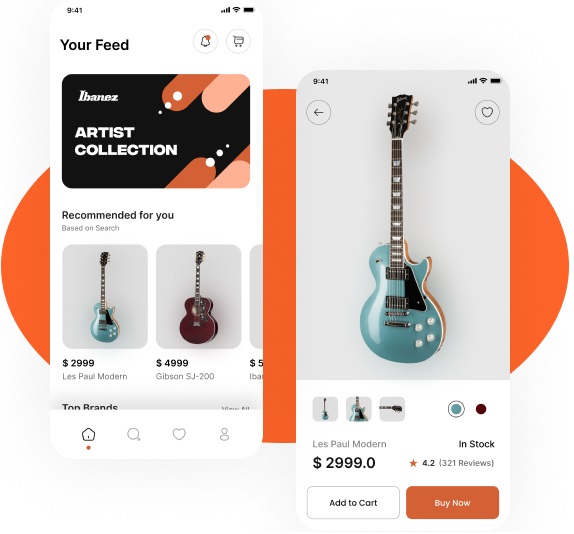 9:41
Your Feed
Ibanez
ARTIST
COLLECTION
Recommended for you
Based on Search
$ 2999
Les Paul Modern
$ 4999
Gibson SJ-200
$ 5
Iba
Top Brands
View All
9:41
Les Paul Modern
In Stock
$ 2999.0
4.2 (321 Reviews)
Add to Cart
Buy Now